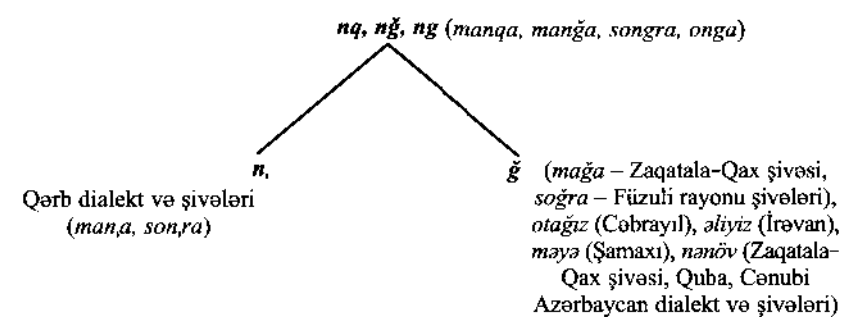 nq, nğ, ng (manqa, manğa, songra, onga)
n,
Qərb dialekt və şivələri
(man,a, son,ra)
ğ (mağa – Zaqatala-Qax şivəsi,
soğra – Füzuli rayonu şivələri),
otağız (Cəbrayıl), əliyiz (İrəvan),
məyə (Şamaxı), nənöv (Zaqatala-
Qax şivəsi, Quba, Cənubi
Azərbaycan dialekt və şivələri)